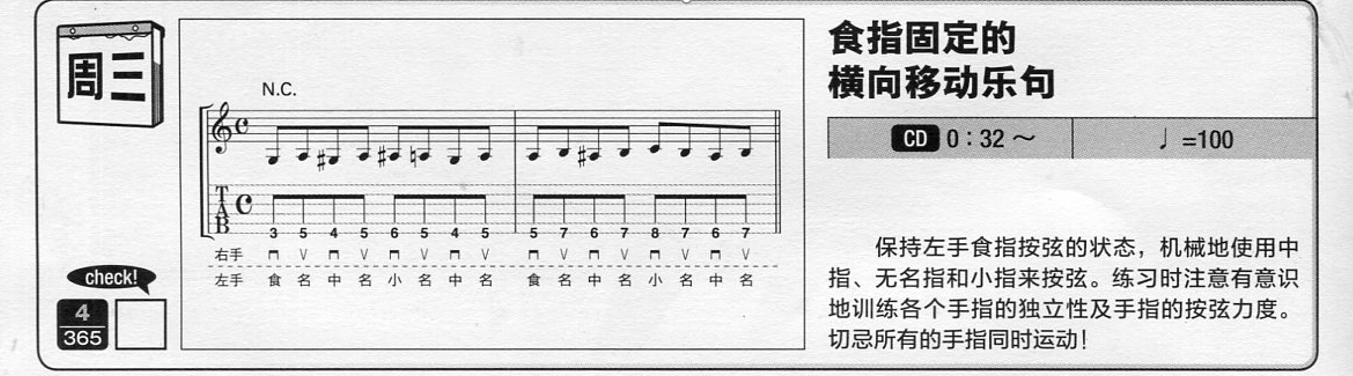 周三
食指固定的
横向移动乐句
N.C.
CD 0:32～
♩=100
T
A
B
3 5 4 5 6 5 4 5 5 7 6 7 8 7 6 7
右手
左手 食 名 中 名 小 名 中 名 食 名 中 名 小 名 中 名
check!
4
365
保持左手食指按弦的状态，机械地使用中
指、无名指和小指来按弦。练习时注意有意识
地训练各个手指的独立性及手指的按弦力度。
切忌所有的手指同时运动！